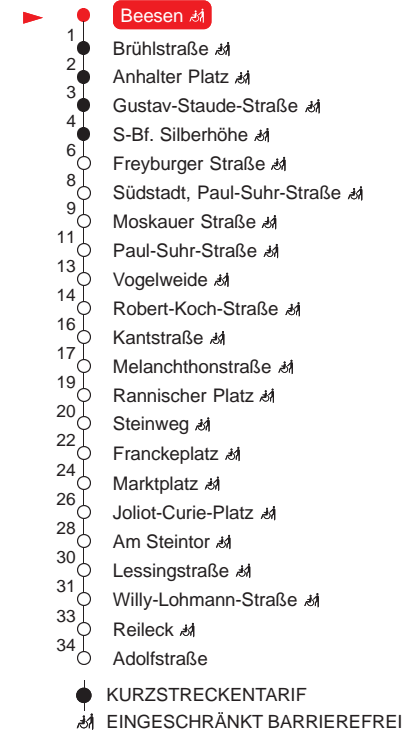 Beesen
1
Brühlstraße
2
Anhalter Platz
3
Gustav-Staude-Straße
4
S-Bf. Silberhöhe
6
Freyburger Straße
8
Südstadt, Paul-Suhr-Straße
9
Moskauer Straße
11
Paul-Suhr-Straße
13
Vogelweide
14
Robert-Koch-Straße
16
Kantstraße
17
Melanchthonstraße
19
Rannischer Platz
20
Steinweg
22
Franckeplatz
24
Marktplatz
26
Joliot-Curie-Platz
28
Am Steintor
30
Lessingstraße
31
Willy-Lohmann-Straße
33
Reileck
34
Adolfstraße
KURZSTRECKENTARIF
EINGESCHRÄNKT BARRIEREFREI